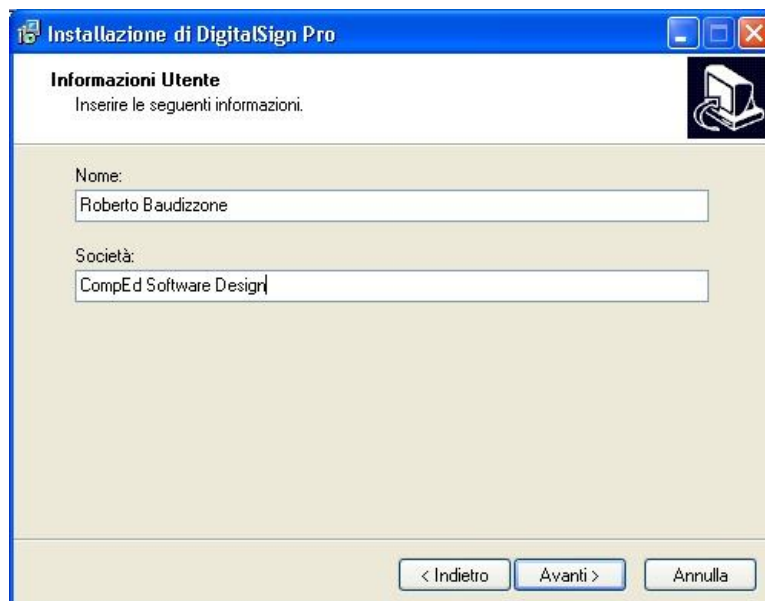 Installazione di DigitalSign Pro
Informazioni Utente
Inserire le seguenti informazioni.
Nome:
Roberto Baudizzone
Società:
CompEd Software Design
< Indietro
Avanti >
Annulla